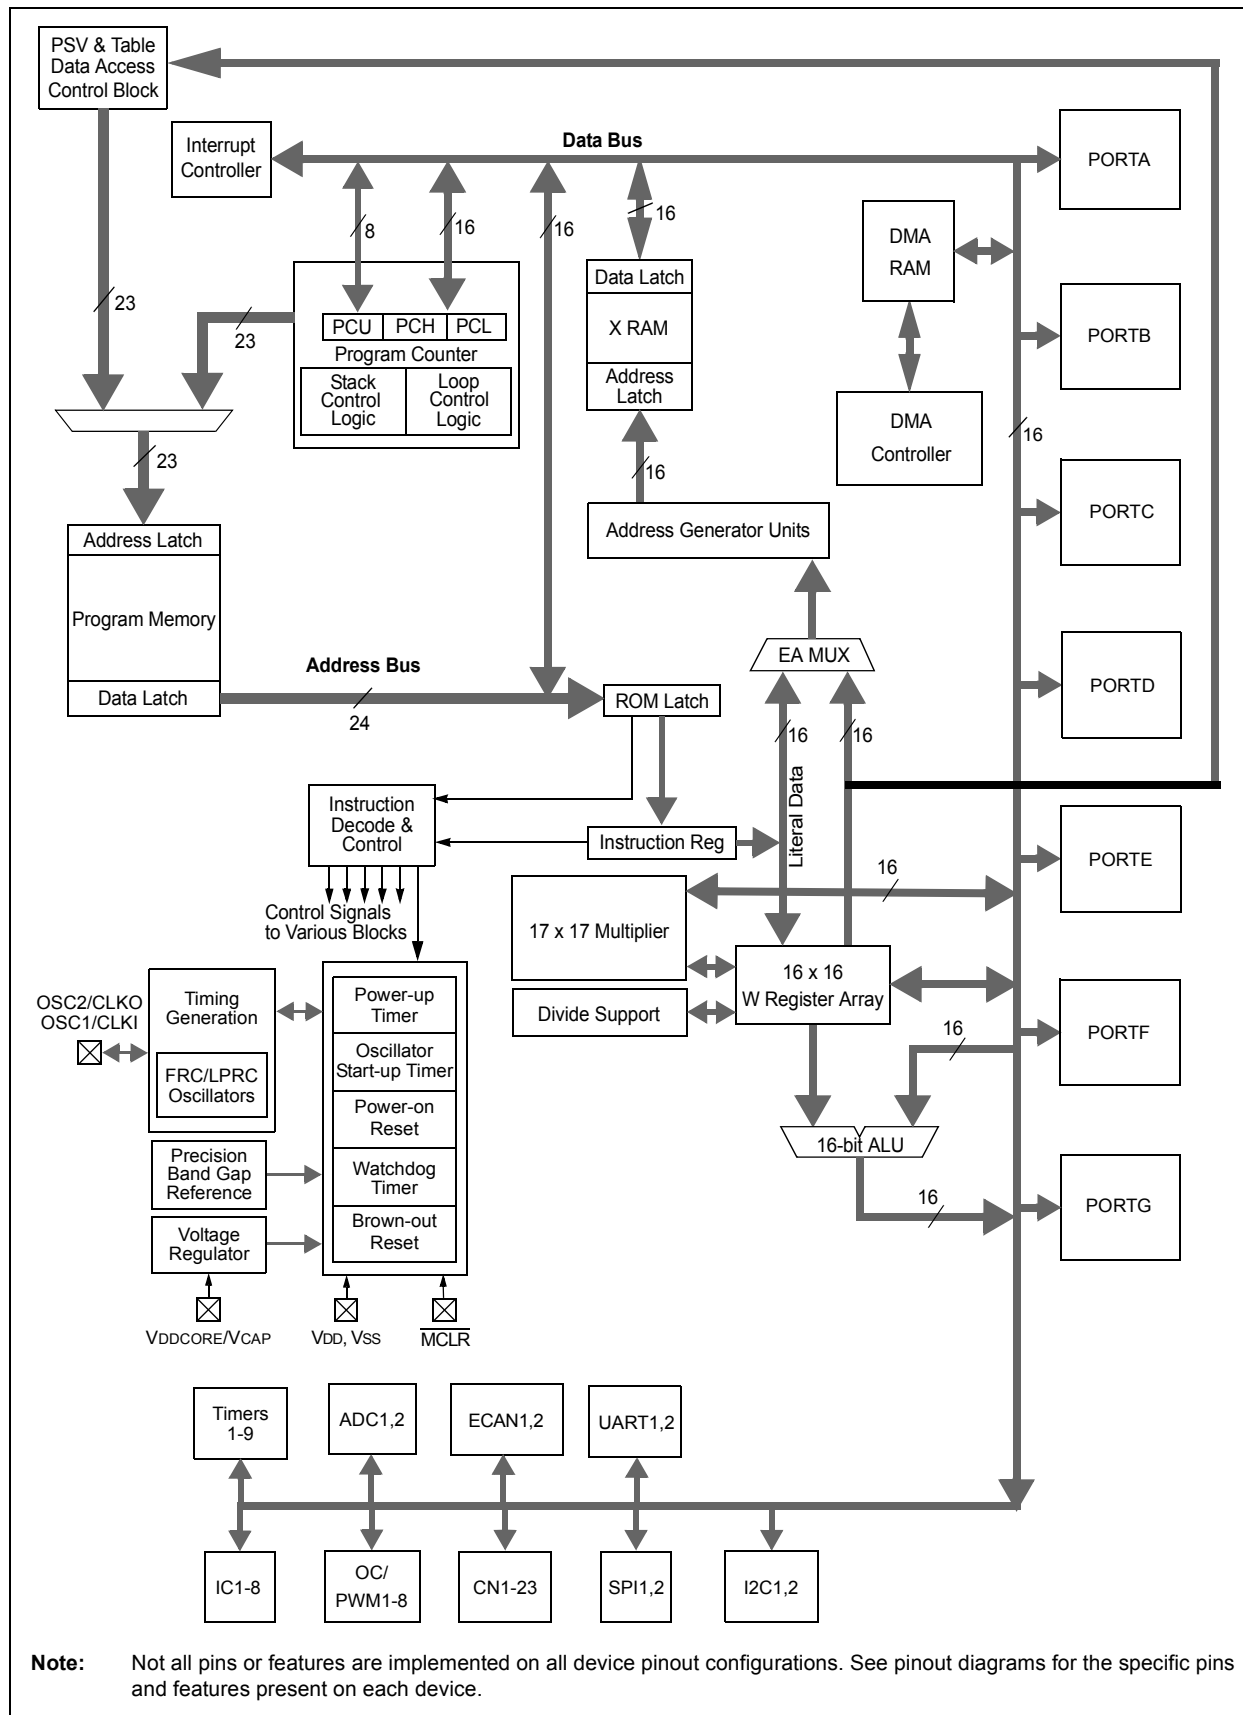 PSV & Table
Data Access
Control Block
Interrupt
Controller
Data Bus
PORTA
8
16
16
16
DMA
RAM
23
23
Data Latch
X RAM
Address
Latch
PCU PCH PCL
Program Counter
Stack
Control
Logic
Loop
Control
Logic
PORTB
DMA
Controller
16
23
16
Address Latch
Program Memory
Data Latch
Address Generator Units
PORTC
EA MUX
Address Bus
24
ROM Latch
PORTD
16
16
Literal Data
Instruction
Decode &
Control
Instruction Reg
PORTE
16
Control Signals
to Various Blocks
17 x 17 Multiplier
16 x 16
W Register Array
Divide Support
OSC2/CLKO
OSC1/CLKI
Timing
Generation
FRC/LPRC
Oscillators
Power-up
Timer
Oscillator
Start-up Timer
Power-on
Reset
Watchdog
Timer
Brown-out
Reset
16
PORTF
16-bit ALU
Precision
Band Gap
Reference
Voltage
Regulator
16
PORTG
VDDCORE/VCAP
VDD, VSS
MCLR
Timers
1-9
ADC1,2
ECAN1,2
UART1,2
IC1-8
OC/
PWM1-8
CN1-23
SPI1,2
I2C1,2
Note: Not all pins or features are implemented on all device pinout configurations. See pinout diagrams for the specific pins
and features present on each device.